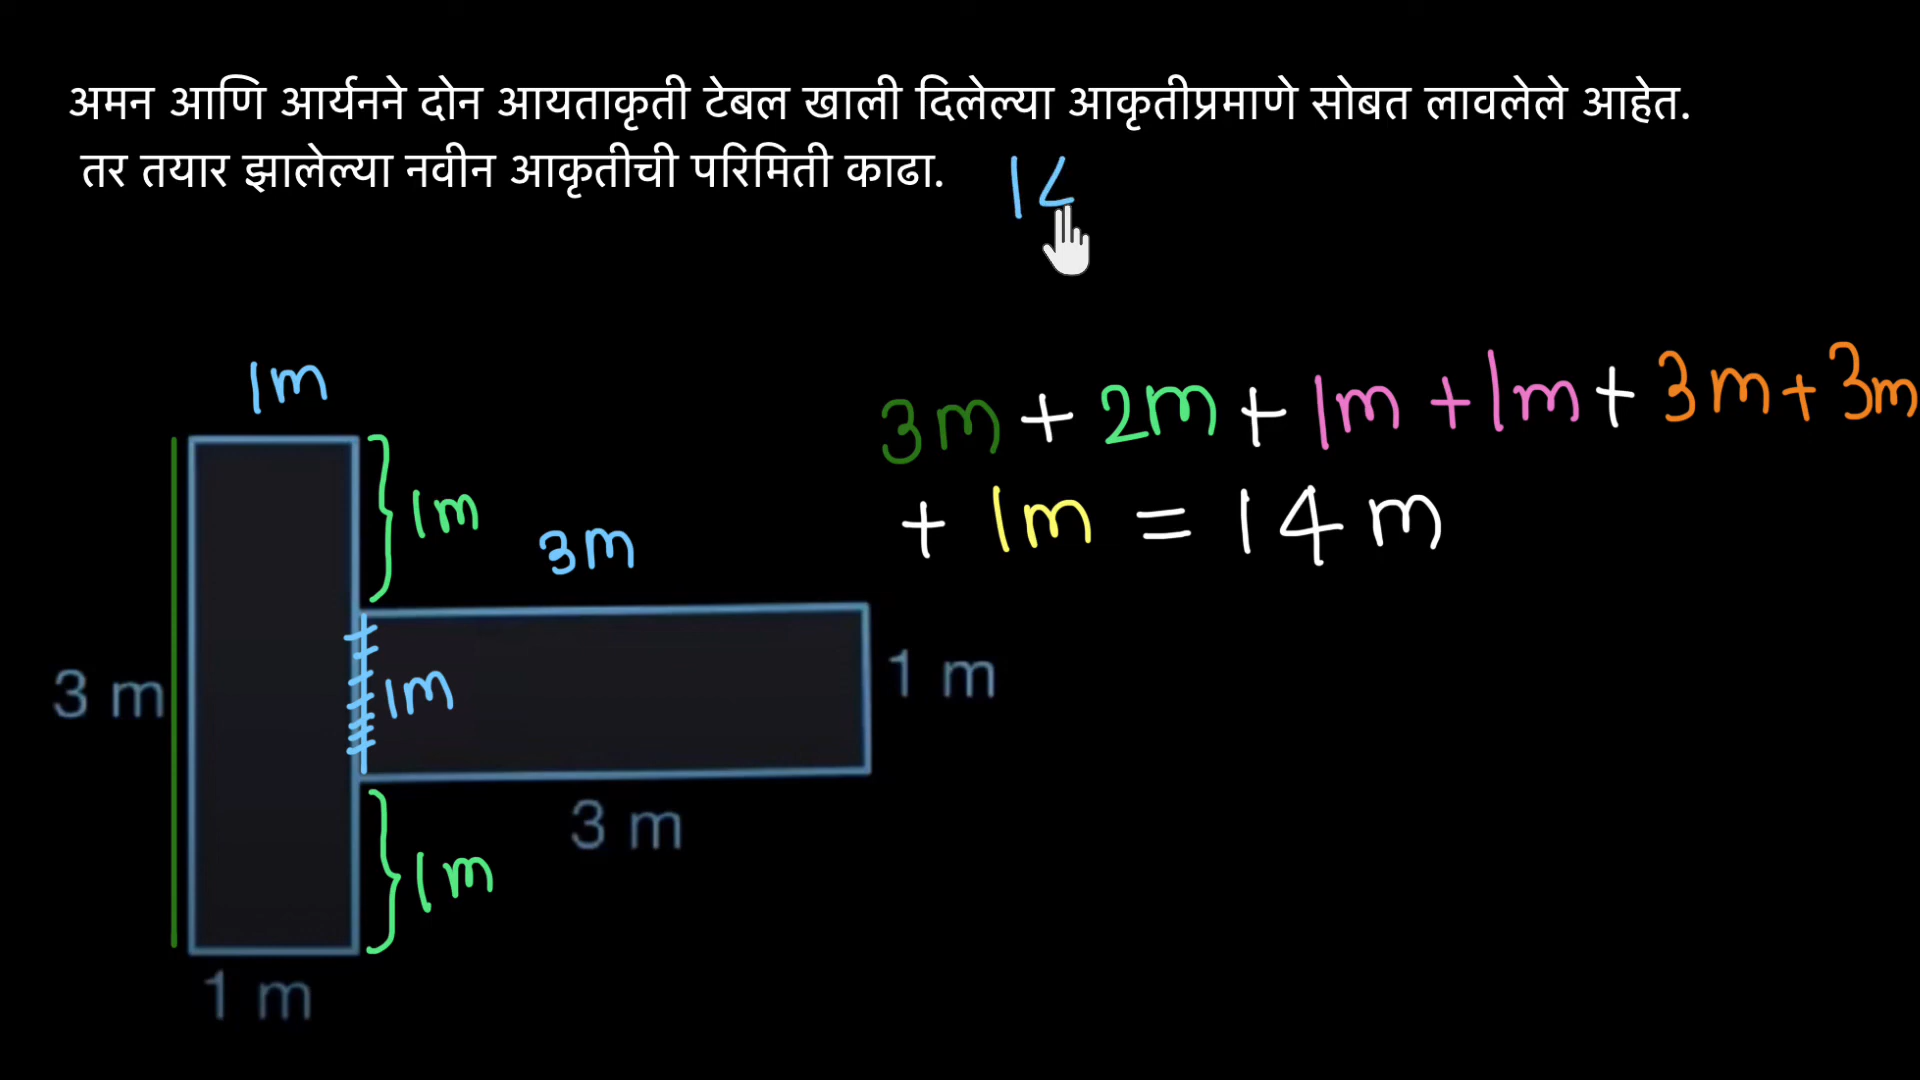 अमन आणि आर्यनने दोन आयताकृती टेबल खाली दिलेल्या आकृतीप्रमाणे सोबत लावलेले आहेत.
तर तयार झालेल्या नवीन आकृतीची परिमिती काढा. 14
1m
3m + 2m + 1m + 1m + 3m + 3m
+ 1m = 14 m
1m
3m
3 m
1m
1 m
3 m
1m
1 m